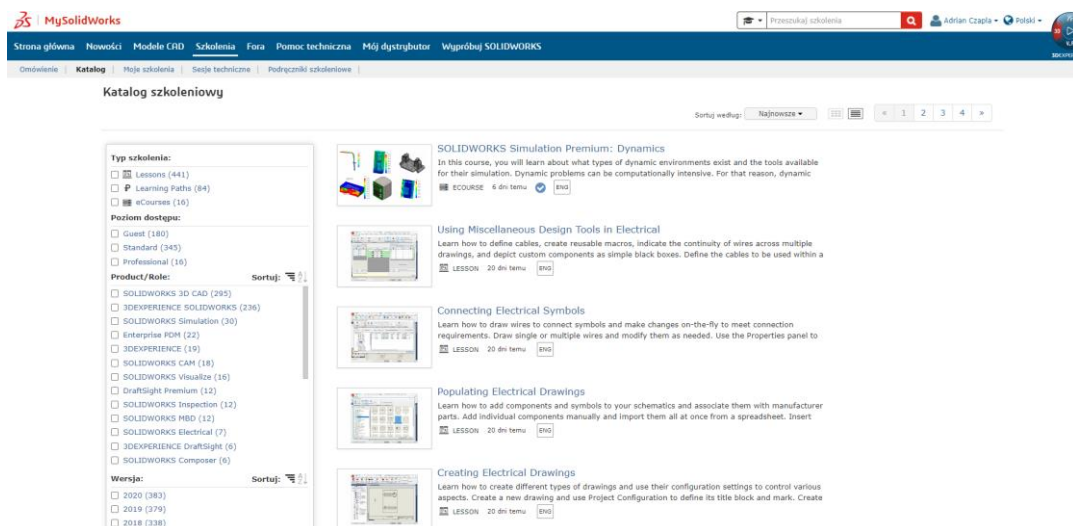 MySolidWorks
Przeszukaj szkolenia
Adrian Czapla
Polski
Strona główna Nowości Modele CAD Szkolenia Fora Pomoc techniczna Mój dystrybutor Wypróbuj SOLIDWORKS
Omówienie | Katalog | Moje szkolenia | Sesje techniczne | Podręczniki szkoleniowe |
Katalog szkoleniowy
Sortuj według: Najnowsze « 1 2 3 4 »
Typ szkolenia:
Lessons (441)
Learning Paths (84)
eCourses (16)
Poziom dostępu:
Guest (180)
Standard (345)
Professional (16)
Product/Role: Sortuj:
SOLIDWORKS 3D CAD (295)
3DEXPERIENCE SOLIDWORKS (236)
SOLIDWORKS Simulation (30)
Enterprise PDM (22)
3DEXPERIENCE (19)
SOLIDWORKS CAM (18)
SOLIDWORKS Visualize (16)
DraftSight Premium (12)
SOLIDWORKS Inspection (12)
SOLIDWORKS MBD (12)
SOLIDWORKS Electrical (7)
3DEXPERIENCE DraftSight (6)
SOLIDWORKS Composer (6)
Wersja: Sortuj:
2020 (383)
2019 (379)
2018 (338)
SOLIDWORKS Simulation Premium: Dynamics
In this course, you will learn about what types of dynamic environments exist and the tools available
for their simulation. Dynamic problems can be computationally intensive. For that reason, dynamic
ECOURSE 6 dni temu ENG
Using Miscellaneous Design Tools in Electrical
Learn how to define cables, create reusable macros, indicate the continuity of wires across multiple
drawings, and depict custom components as simple black boxes. Define the cables to be used within a
LESSON 20 dni temu ENG
Connecting Electrical Symbols
Learn how to draw wires to connect symbols and make changes on-the-fly to meet connection
requirements. Draw single or multiple wires and modify them as needed. Use the Properties panel to
LESSON 20 dni temu ENG
Populating Electrical Drawings
Learn how to add components and symbols to your schematics and associate them with manufacturer
parts. Add individual components manually and import them all at once from a spreadsheet. Insert
LESSON 20 dni temu ENG
Creating Electrical Drawings
Learn how to create different types of drawings and use their configuration settings to control various
aspects. Create a new drawing and use Project Configuration to define its title block and mark. Create
LESSON 20 dni temu ENG